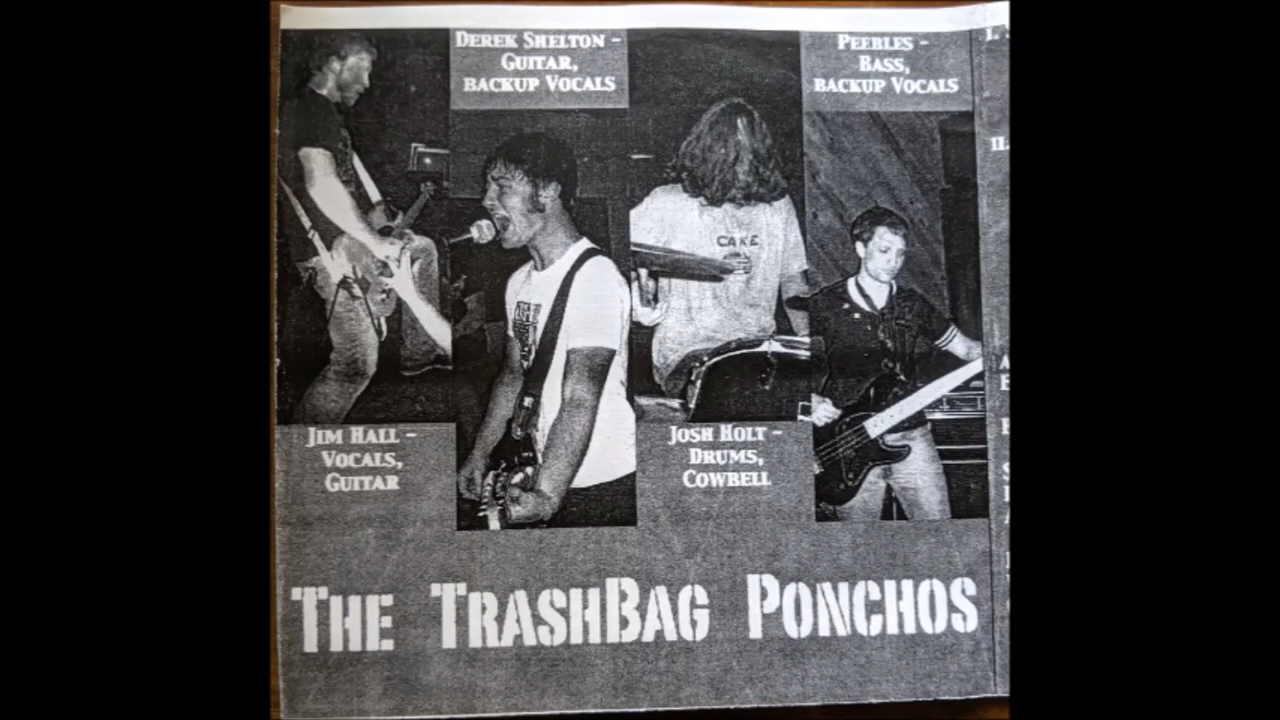 Derek Shelton -
Guitar,
backup Vocals
Peebles -
Bass,
backup Vocals
I.
II.
CAKE
Jim Hall -
Vocals,
Guitar
Josh Holt -
Drums,
Cowbell
The TrashBag Ponchos